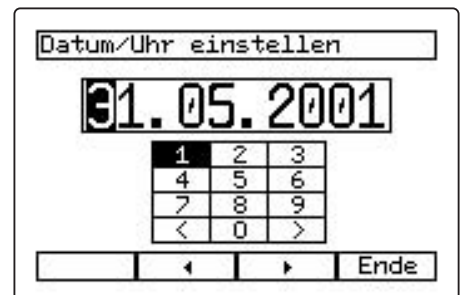 Datum/Uhr einstellen
31.05.2001
1 2 3
4 5 6
7 8 9
< 0 >
◂ ▸ Ende